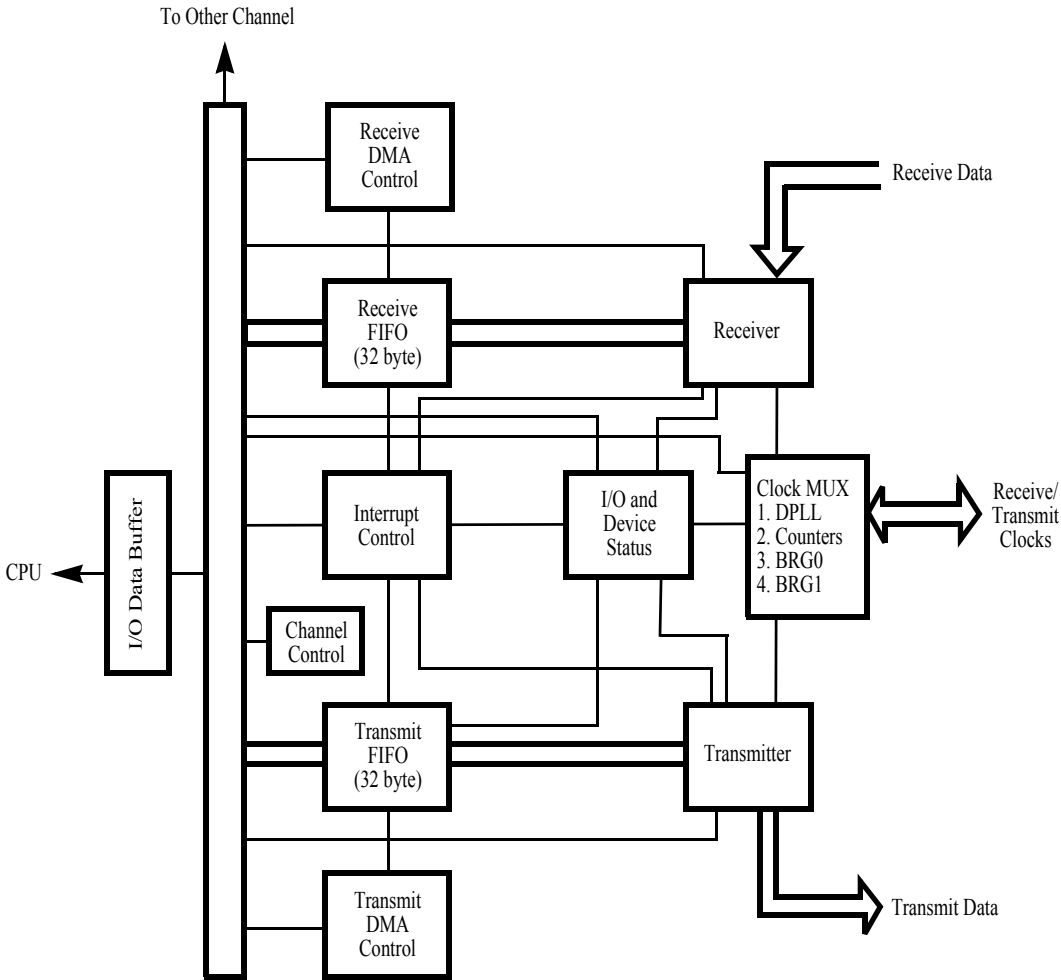 To Other Channel
Receive
DMA
Control
Receive Data
Receive
FIFO
(32 byte)
Receiver
I/O Data Buffer
CPU
Interrupt
Control
I/O and
Device
Status
Clock MUX
1. DPLL
2. Counters
3. BRG0
4. BRG1
Receive/
Transmit
Clocks
Channel
Control
Transmit
FIFO
(32 byte)
Transmitter
Transmit
DMA
Control
Transmit Data